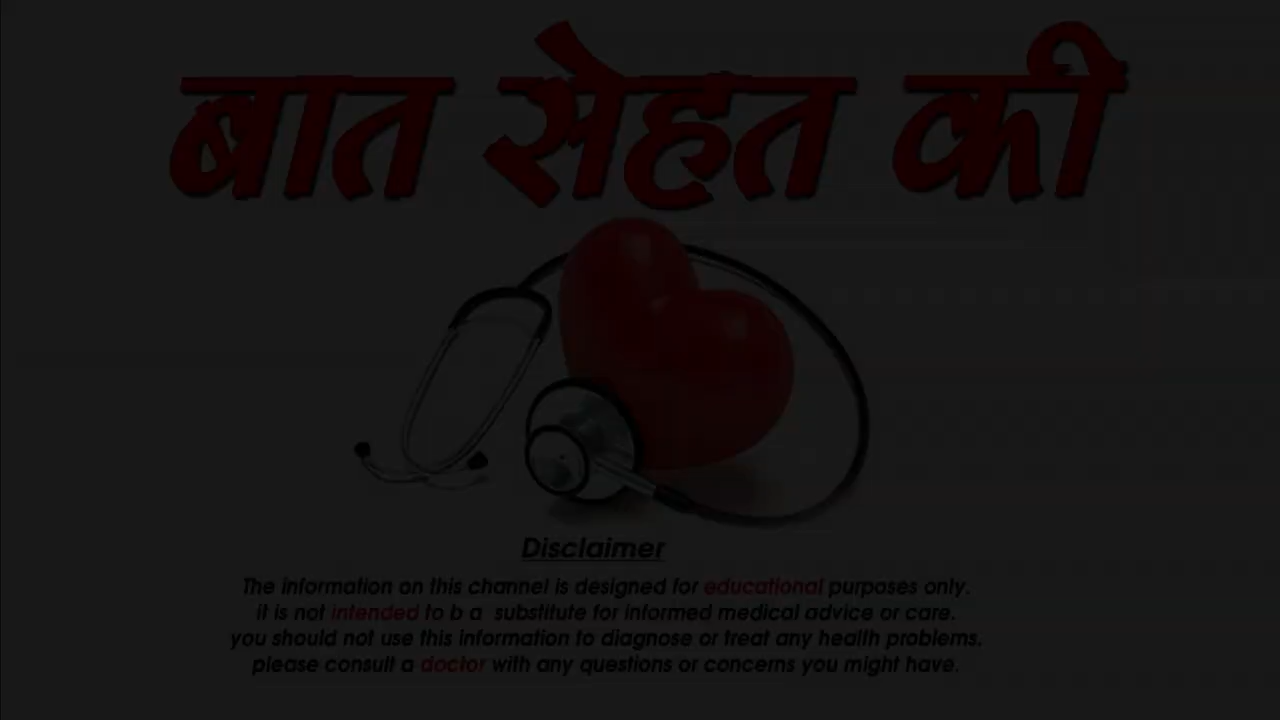 बात सेहत की
Disclaimer
The information on this channel is designed for educational purposes only.
it is not intended to b a substitute for informed medical advice or care.
you should not use this information to diagnose or treat any health problems.
please consult a doctor with any questions or concerns you might have.